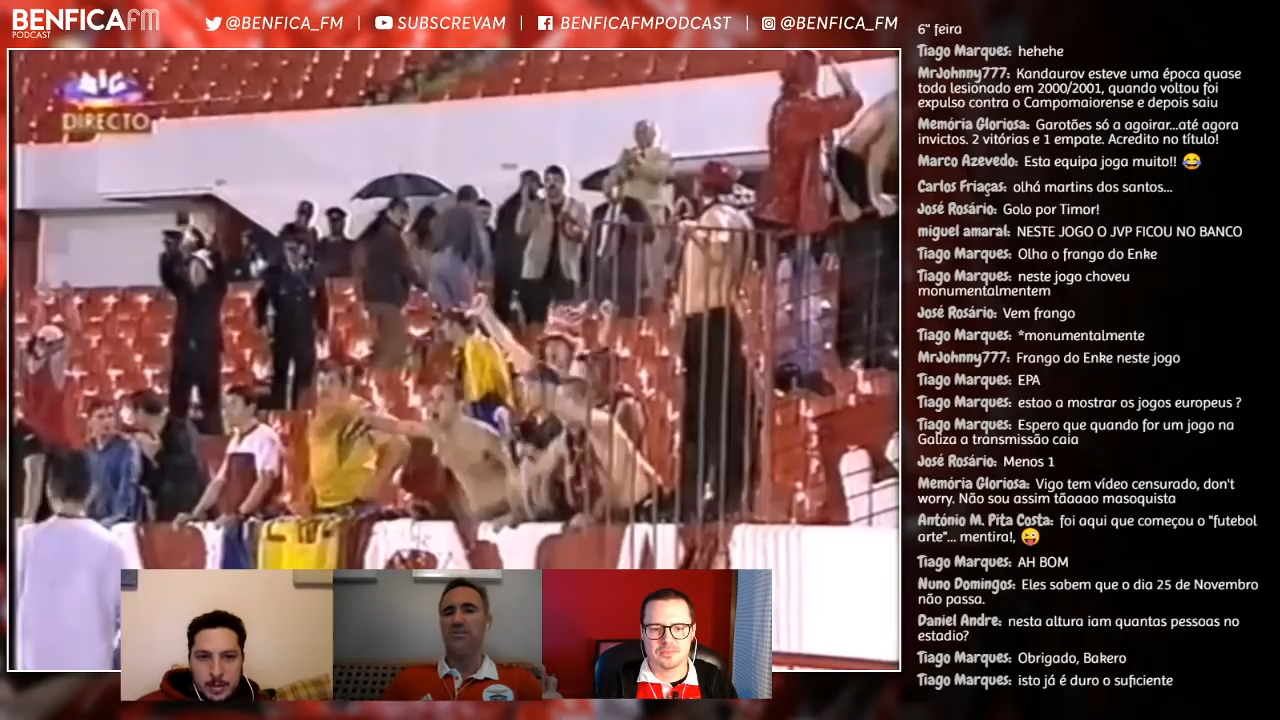 BENFICAFM
PODCAST
@BENFICA_FM | SUBSCREVAM | BENFICAFMPODCAST | @BENFICA_FM
SIC
DIRECTO
6ª feira
Tiago Marques: hehehe
MrJohnny777: Kandaurov esteve uma época quase
toda lesionado em 2000/2001, quando voltou foi
expulso contra o Campomaiorense e depois saiu
Memória Gloriosa: Garotões só a agoirar...até agora
invictos. 2 vitórias e 1 empate. Acredito no título!
Marco Azevedo: Esta equipa joga muito!! 😂
Carlos Friaças: olhá martins dos santos...
José Rosário: Golo por Timor!
miguel amaral: NESTE JOGO O JVP FICOU NO BANCO
Tiago Marques: Olha o frango do Enke
Tiago Marques: neste jogo choveu
monumentalmentem
José Rosário: Vem frango
Tiago Marques: *monumentalmente
MrJohnny777: Frango do Enke neste jogo
Tiago Marques: EPA
Tiago Marques: estao a mostrar os jogos europeus ?
Tiago Marques: Espero que quando for um jogo na
Galiza a transmissão caia
José Rosário: Menos 1
Memória Gloriosa: Vigo tem vídeo censurado, don't
worry. Não sou assim tãaaao masoquista
António M. Pita Costa: foi aqui que começou o "futebol
arte"... mentira!, 😜
Tiago Marques: AH BOM
Nuno Domingos: Eles sabem que o dia 25 de Novembro
não passa.
Daniel Andre: nesta altura iam quantas pessoas no
estadio?
Tiago Marques: Obrigado, Bakero
Tiago Marques: isto já é duro o suficiente